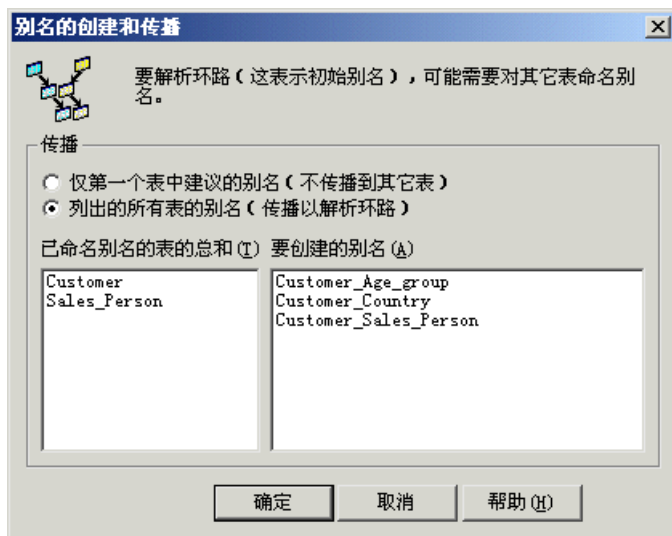 别名的创建和传播
要解析环路(这表示初始别名),可能需要对其它表命名别
名。
传播
仅第一个表中建议的别名(不传播到其它表)
列出的所有表的别名(传播以解析环路)
已命名别名的表的总和(T) 要创建的别名(A)
Customer
Sales_Person
Customer_Age_group
Customer_Country
Customer_Sales_Person
确定
取消
帮助(H)